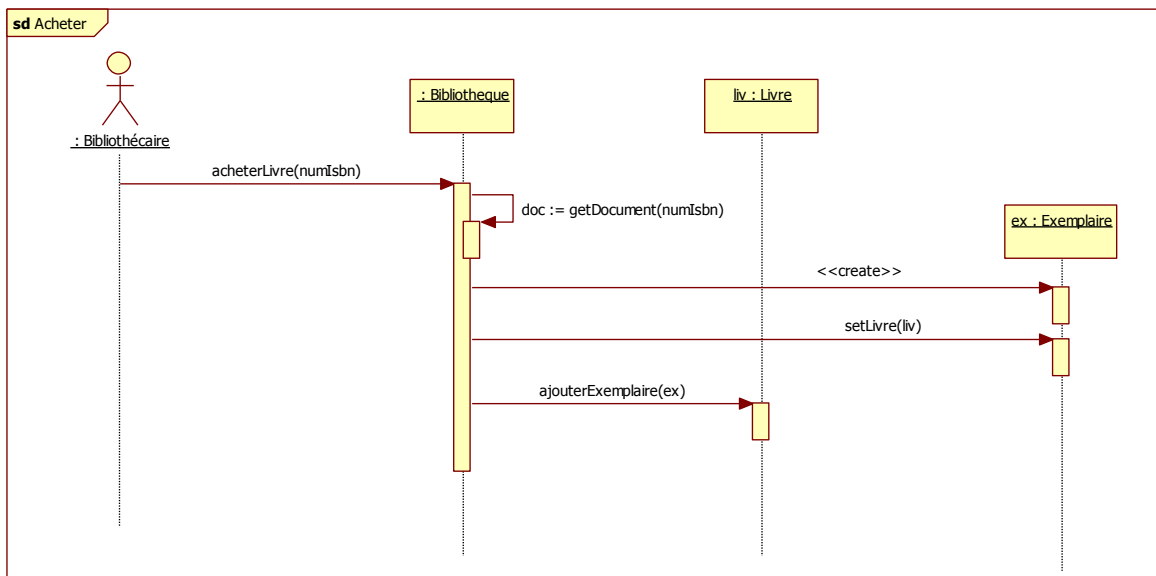 sd Acheter
: Bibliothécaire
: Bibliotheque
liv : Livre
acheterLivre(numIsbn)
doc := getDocument(numIsbn)
ex : Exemplaire
<<create>>
setLivre(liv)
ajouterExemplaire(ex)